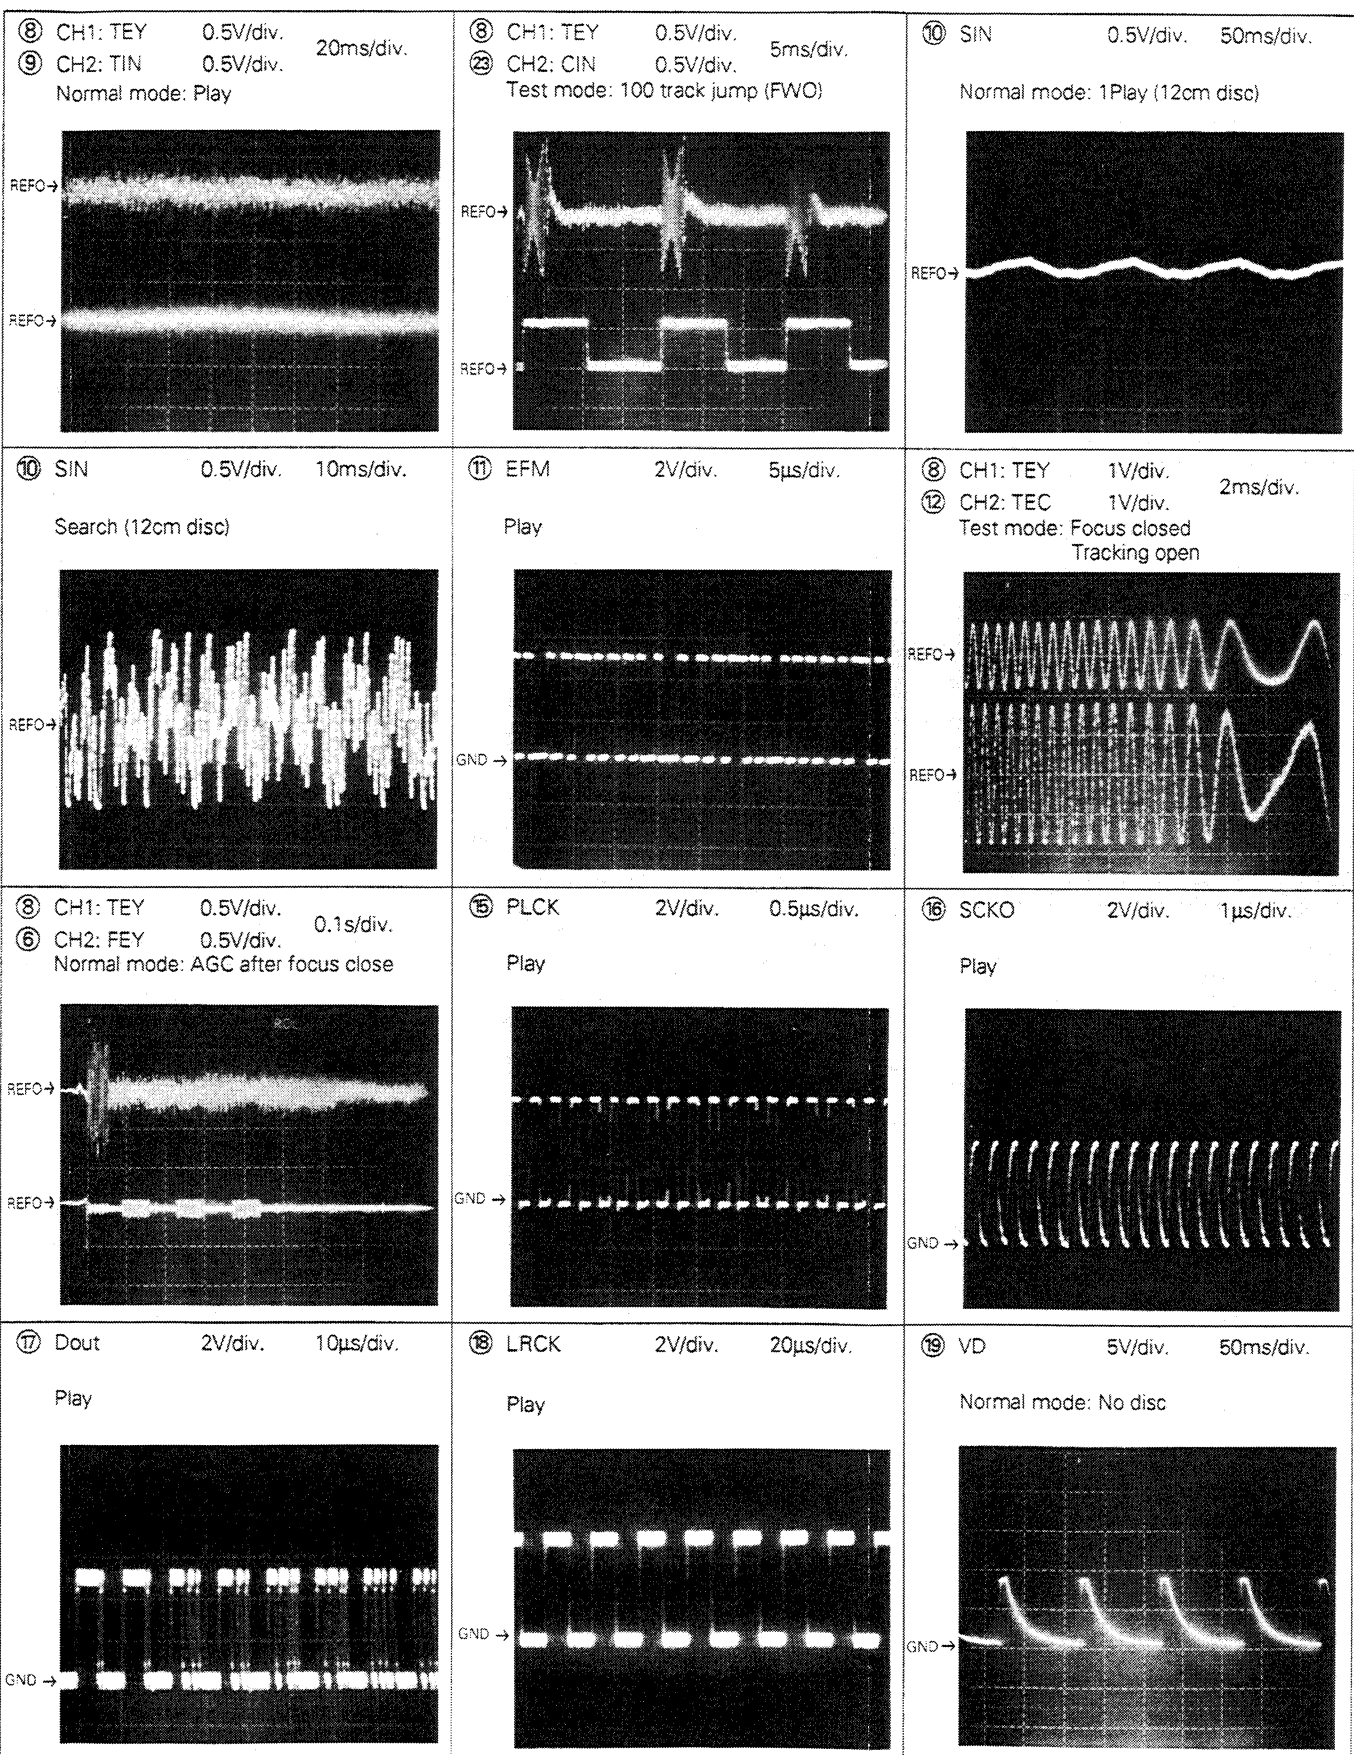 ⑧ CH1: TEY 0.5V/div.
20ms/div.
⑨ CH2: TIN 0.5V/div.
Normal mode: Play
REFO→
REFO→
⑧ CH1: TEY 0.5V/div.
5ms/div.
㉓ CH2: CIN 0.5V/div.
Test mode: 100 track jump (FWO)
REFO→
REFO→
⑩ SIN 0.5V/div. 50ms/div.
Normal mode: 1Play (12cm disc)
REFO→
⑩ SIN 0.5V/div. 10ms/div.
Search (12cm disc)
REFO→
⑪ EFM 2V/div. 5µs/div.
Play
GND →
⑧ CH1: TEY 1V/div.
2ms/div.
⑫ CH2: TEC 1V/div.
Test mode: Focus closed
Tracking open
REFO→
REFO→
⑧ CH1: TEY 0.5V/div.
0.1s/div.
⑥ CH2: FEY 0.5V/div.
Normal mode: AGC after focus close
REFO→
REFO→
⑮ PLCK 2V/div. 0.5µs/div.
Play
GND →
⑯ SCKO 2V/div. 1µs/div.
Play
GND →
⑰ Dout 2V/div. 10µs/div.
Play
GND →
⑱ LRCK 2V/div. 20µs/div.
Play
GND →
⑲ VD 5V/div. 50ms/div.
Normal mode: No disc
GND→